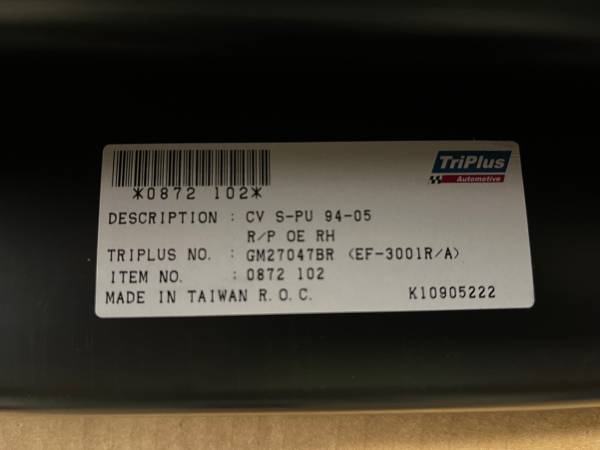 TriPlus
Automotive
*0872 102*
DESCRIPTION : CV S-PU 94-05
R/P OE RH
TRIPLUS NO. : GM27047BR (EF-3001R/A)
ITEM NO. : 0872 102
MADE IN TAIWAN R.O.C. K10905222